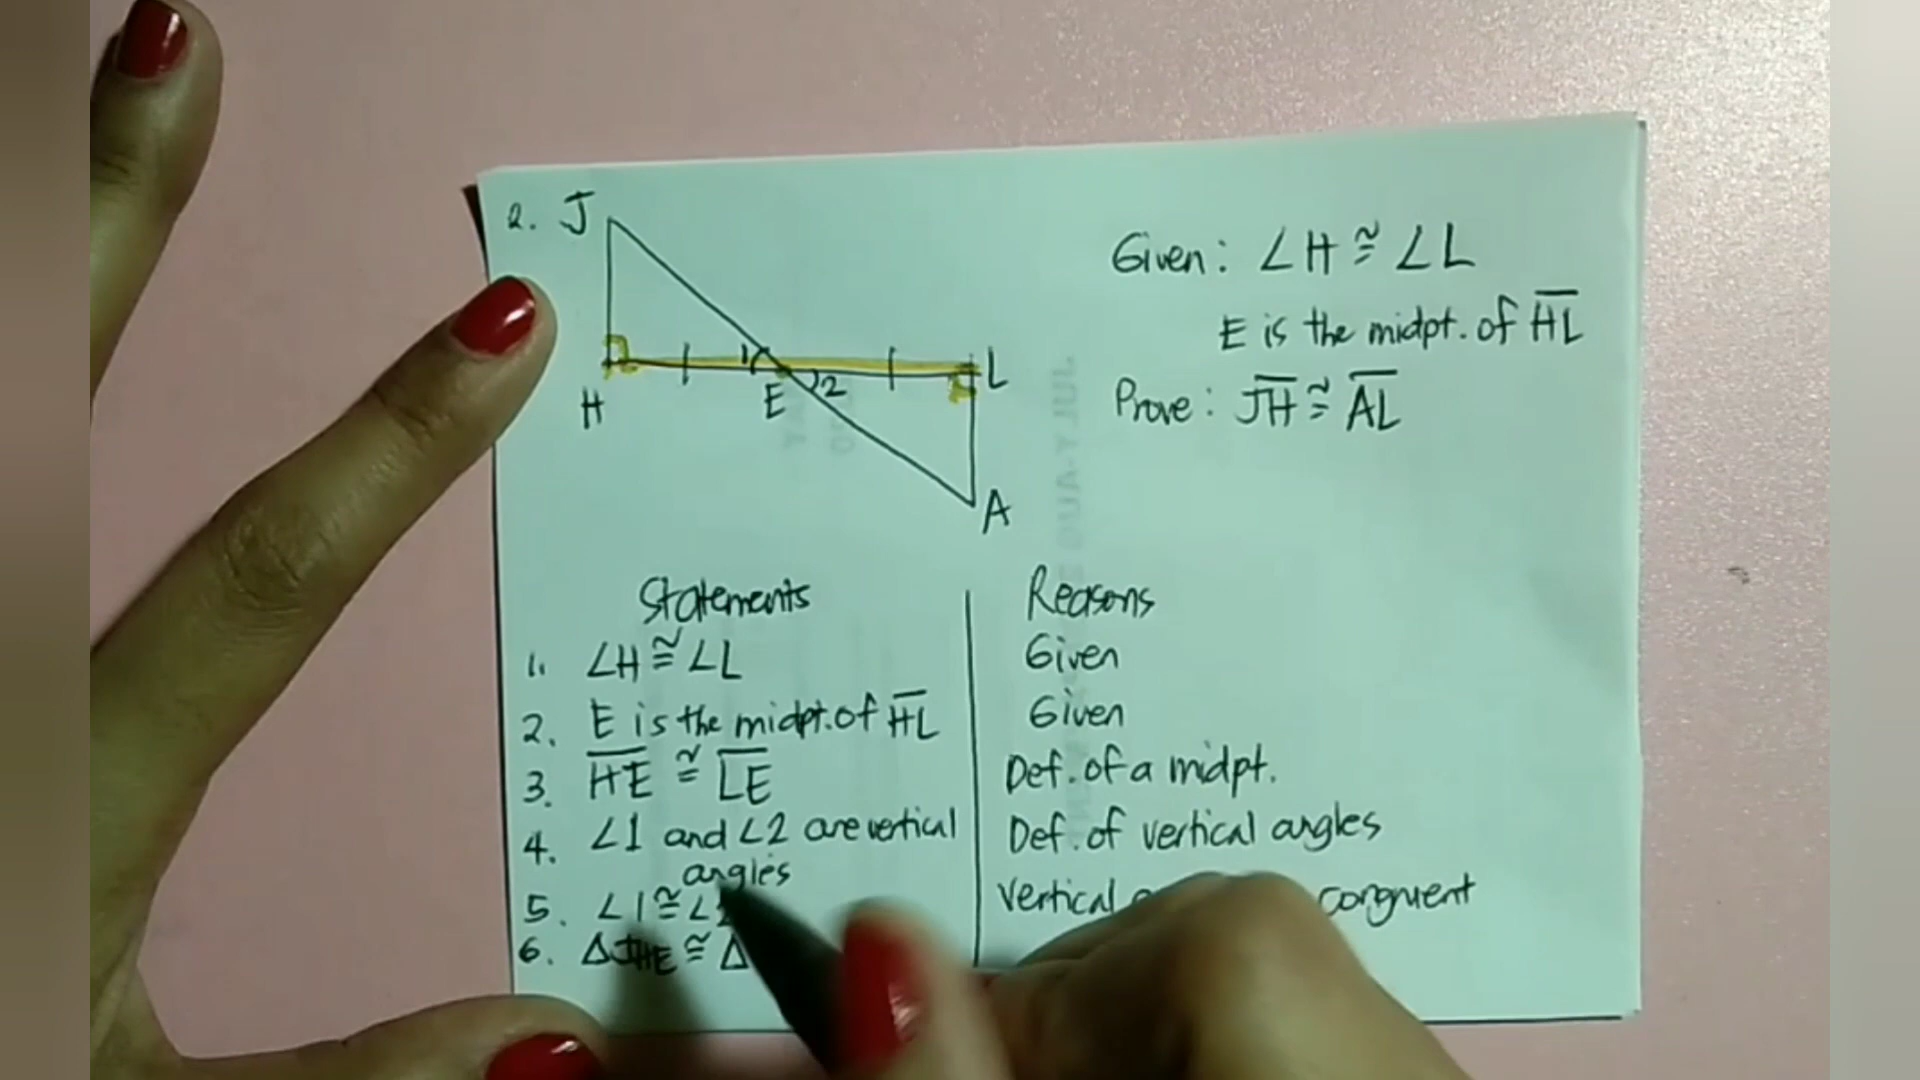 2. J
1
L
H
E
2
A
Given: ∠H ≅ ∠L
E is the midpt. of HL
Prove: JH ≅ AL
Statements
Reasons
1. ∠H ≅ ∠L
Given
2. E is the midpt. of HL
Given
3. HE ≅ LE
Def. of a midpt.
4. ∠1 and ∠2 are vertical
angles
Def. of vertical angles
5. ∠1 ≅ ∠2
Vertical congruent
6. ΔJHE ≅ Δ